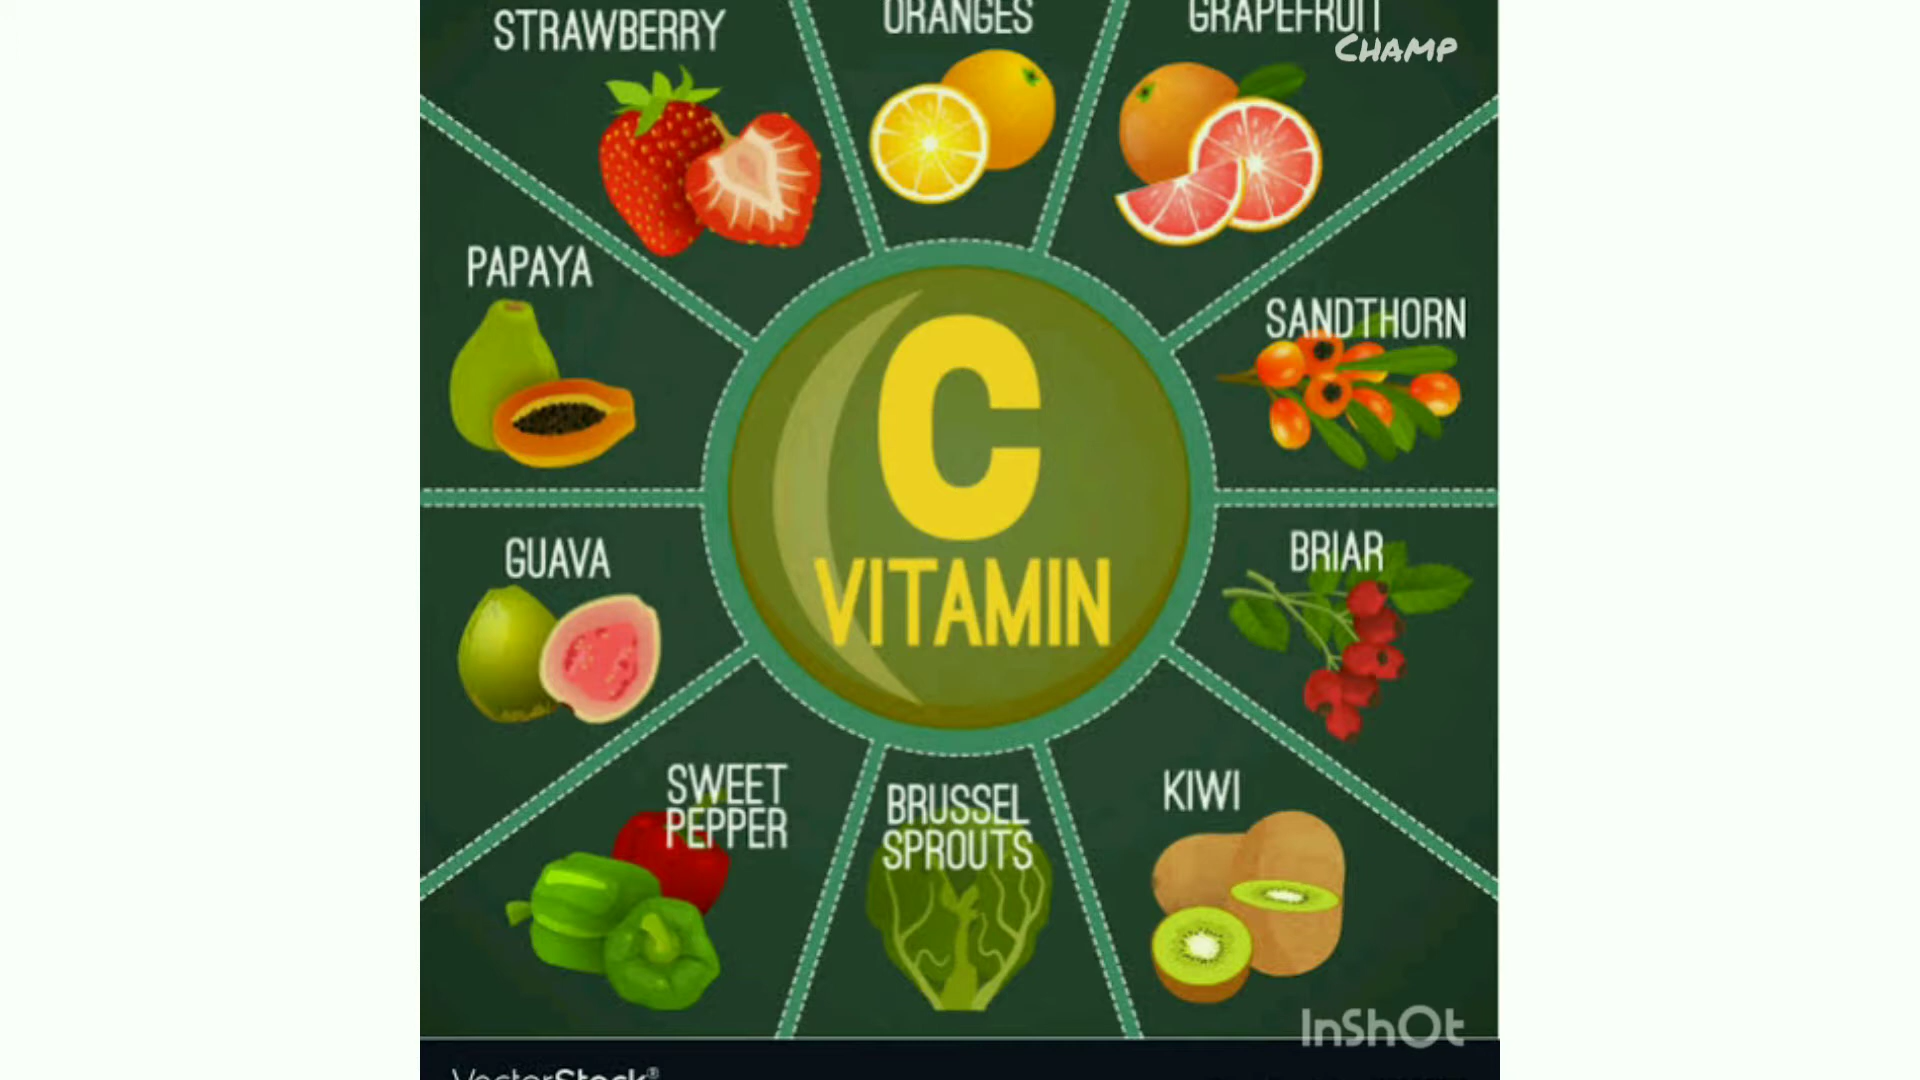 STRAWBERRY
ORANGES
GRAPEFRUIT
CHAMP
PAPAYA
SANDTHORN
C
VITAMIN
GUAVA
BRIAR
SWEET
PEPPER
BRUSSEL
SPROUTS
KIWI
InShOt
VectorStock®